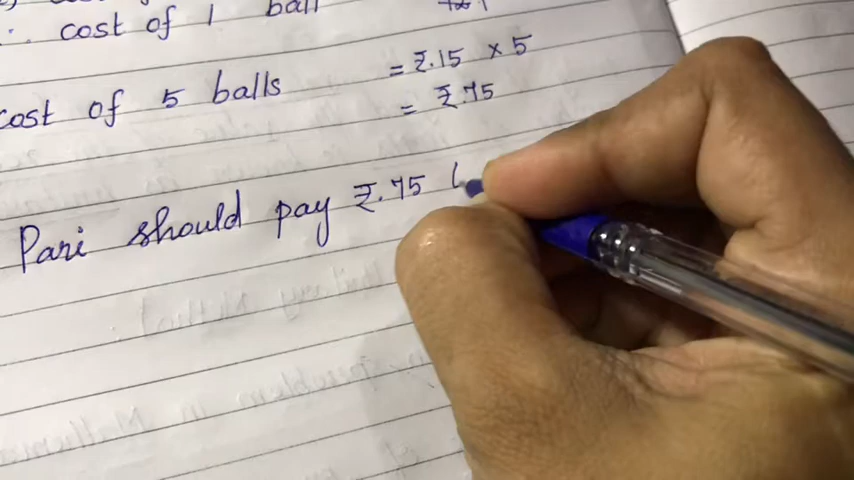 ∴ cost of 1 ball
cost of 5 balls = ₹.15 × 5
= ₹.75
Pari should pay ₹.75